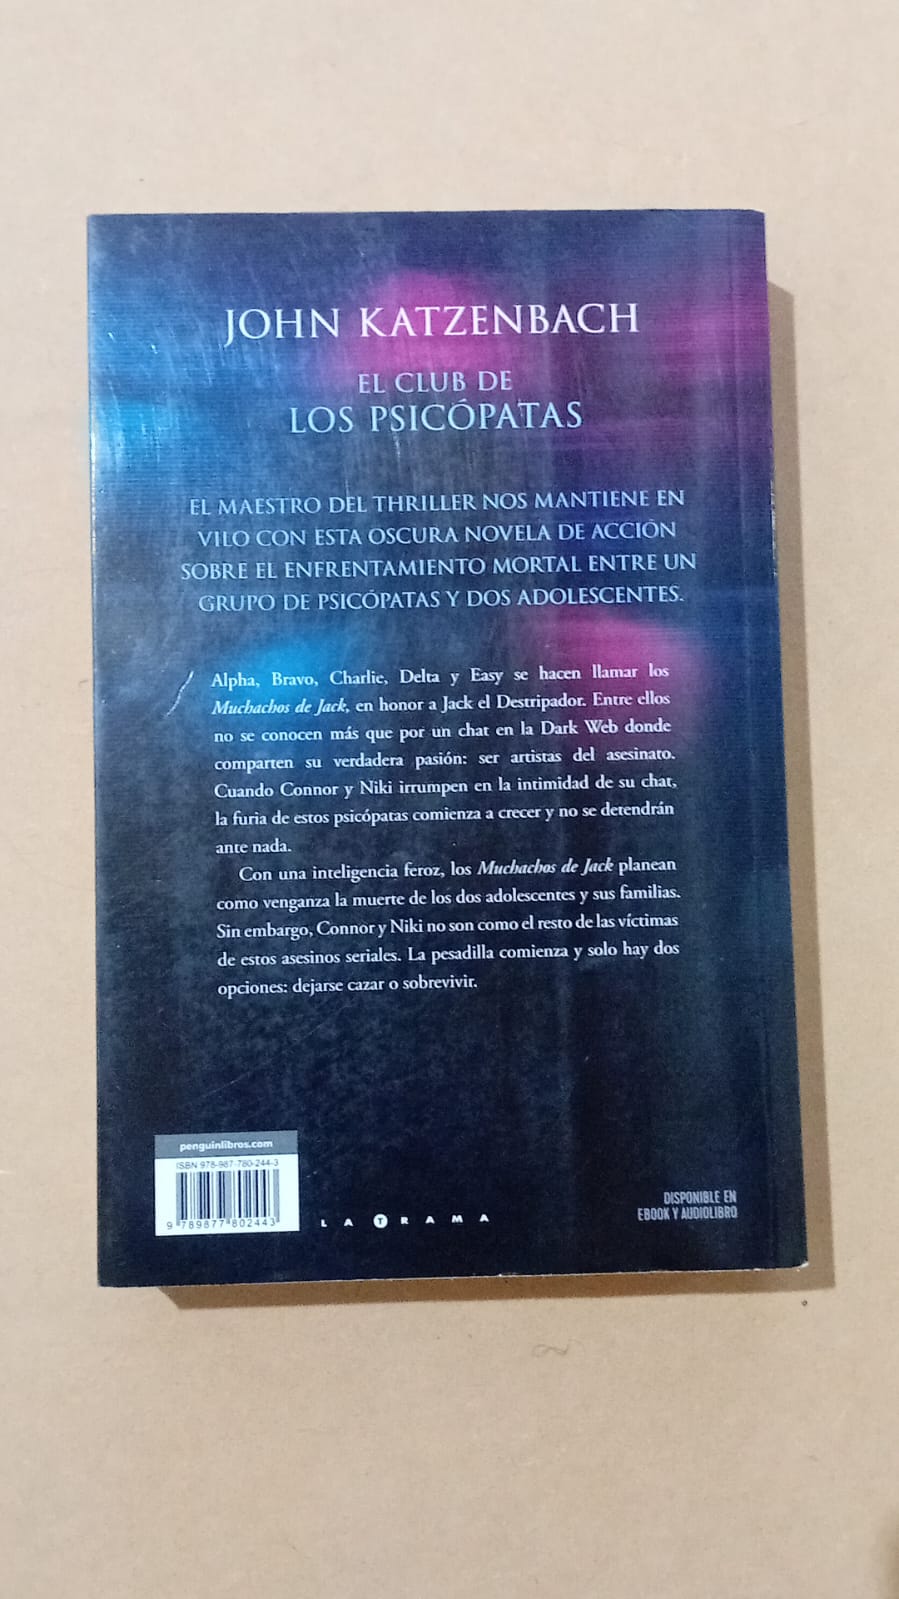 JOHN KATZENBACH
EL CLUB DE
LOS PSICÓPATAS
EL MAESTRO DEL THRILLER NOS MANTIENE EN
VILO CON ESTA OSCURA NOVELA DE ACCIÓN
SOBRE EL ENFRENTAMIENTO MORTAL ENTRE UN
GRUPO DE PSICÓPATAS Y DOS ADOLESCENTES.
Alpha, Bravo, Charlie, Delta y Easy se hacen llamar los
Muchachos de Jack, en honor a Jack el Destripador. Entre ellos
no se conocen más que por un chat en la Dark Web donde
comparten su verdadera pasión: ser artistas del asesinato.
Cuando Connor y Niki irrumpen en la intimidad de su chat,
la furia de estos psicópatas comienza a crecer y no se detendrán
ante nada.
Con una inteligencia feroz, los Muchachos de Jack planean
como venganza la muerte de los dos adolescentes y sus familias.
Sin embargo, Connor y Niki no son como el resto de las víctimas
de estos asesinos seriales. La pesadilla comienza y solo hay dos
opciones: dejarse cazar o sobrevivir.
penguinlibros.com
ISBN 978-987-780-244-3
9 789877 802443
LA TRAMA
DISPONIBLE EN
EBOOK Y AUDIOLIBRO